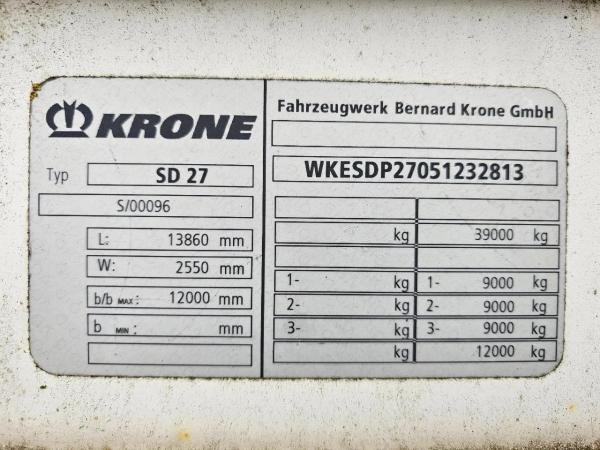 KRONE
Typ SD 27
S/00096
L: 13860 mm
W: 2550 mm
b/b MAX: 12000 mm
b MIN: mm
Fahrzeugwerk Bernard Krone GmbH
WKESDP27051232813
kg 39000 kg
1- kg 1- 9000 kg
2- kg 2- 9000 kg
3- kg 3- 9000 kg
kg 12000 kg